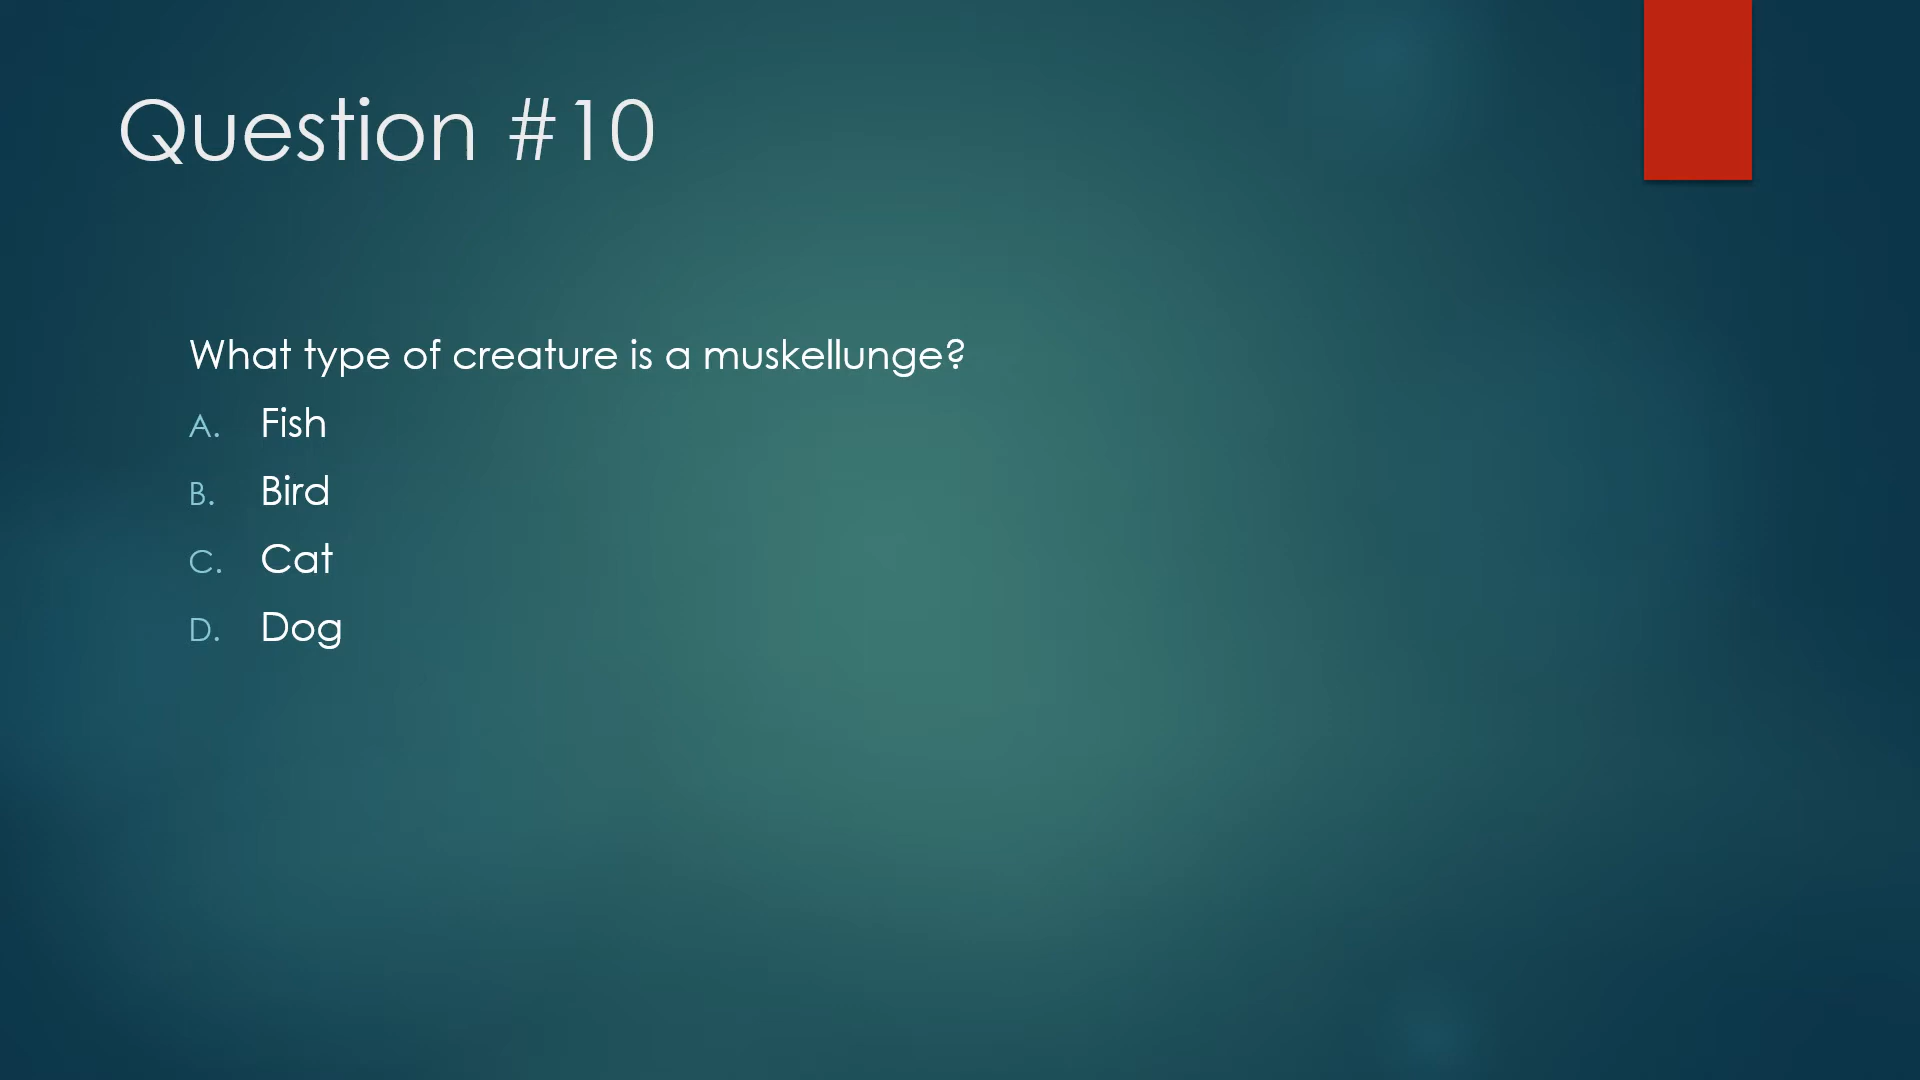 Question #10
What type of creature is a muskellunge?
A. Fish
B. Bird
C. Cat
D. Dog